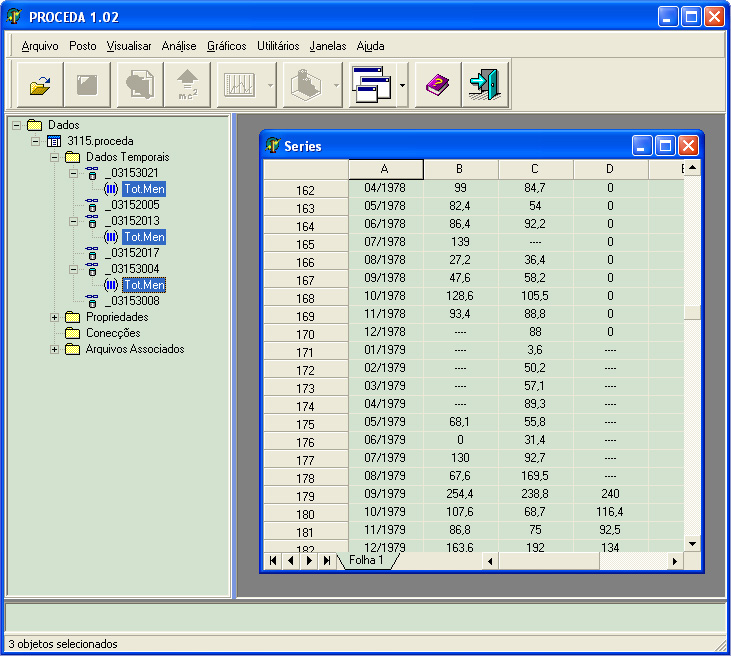 PROCEDA 1.02
Arquivo Posto Visualisar Análise Gráficos Utilitários Janelas Ajuda
mc²
Dados
3115.proceda
Dados Temporais
_03153021
Tot.Men
_03152005
_03152013
Tot.Men
_03152017
_03153004
Tot.Men
_03153008
Propriedades
Conecções
Arquivos Associados
Series
A B C D E
162 04/1978 99 84,7 0
163 05/1978 82,4 54 0
164 06/1978 86,4 92,2 0
165 07/1978 139 ---- 0
166 08/1978 27,2 36,4 0
167 09/1978 47,6 58,2 0
168 10/1978 128,6 105,5 0
169 11/1978 93,4 88,8 0
170 12/1978 ---- 88 0
171 01/1979 ---- 3,6 ----
172 02/1979 ---- 50,2 ----
173 03/1979 ---- 57,1 ----
174 04/1979 ---- 89,3 ----
175 05/1979 68,1 55,8 ----
176 06/1979 0 31,4 ----
177 07/1979 130 92,7 ----
178 08/1979 67,6 169,5 ----
179 09/1979 254,4 238,8 240
180 10/1979 107,6 68,7 116,4
181 11/1979 86,8 75 92,5
182 12/1979 163,6 192 134
Folha 1
3 objetos selecionados